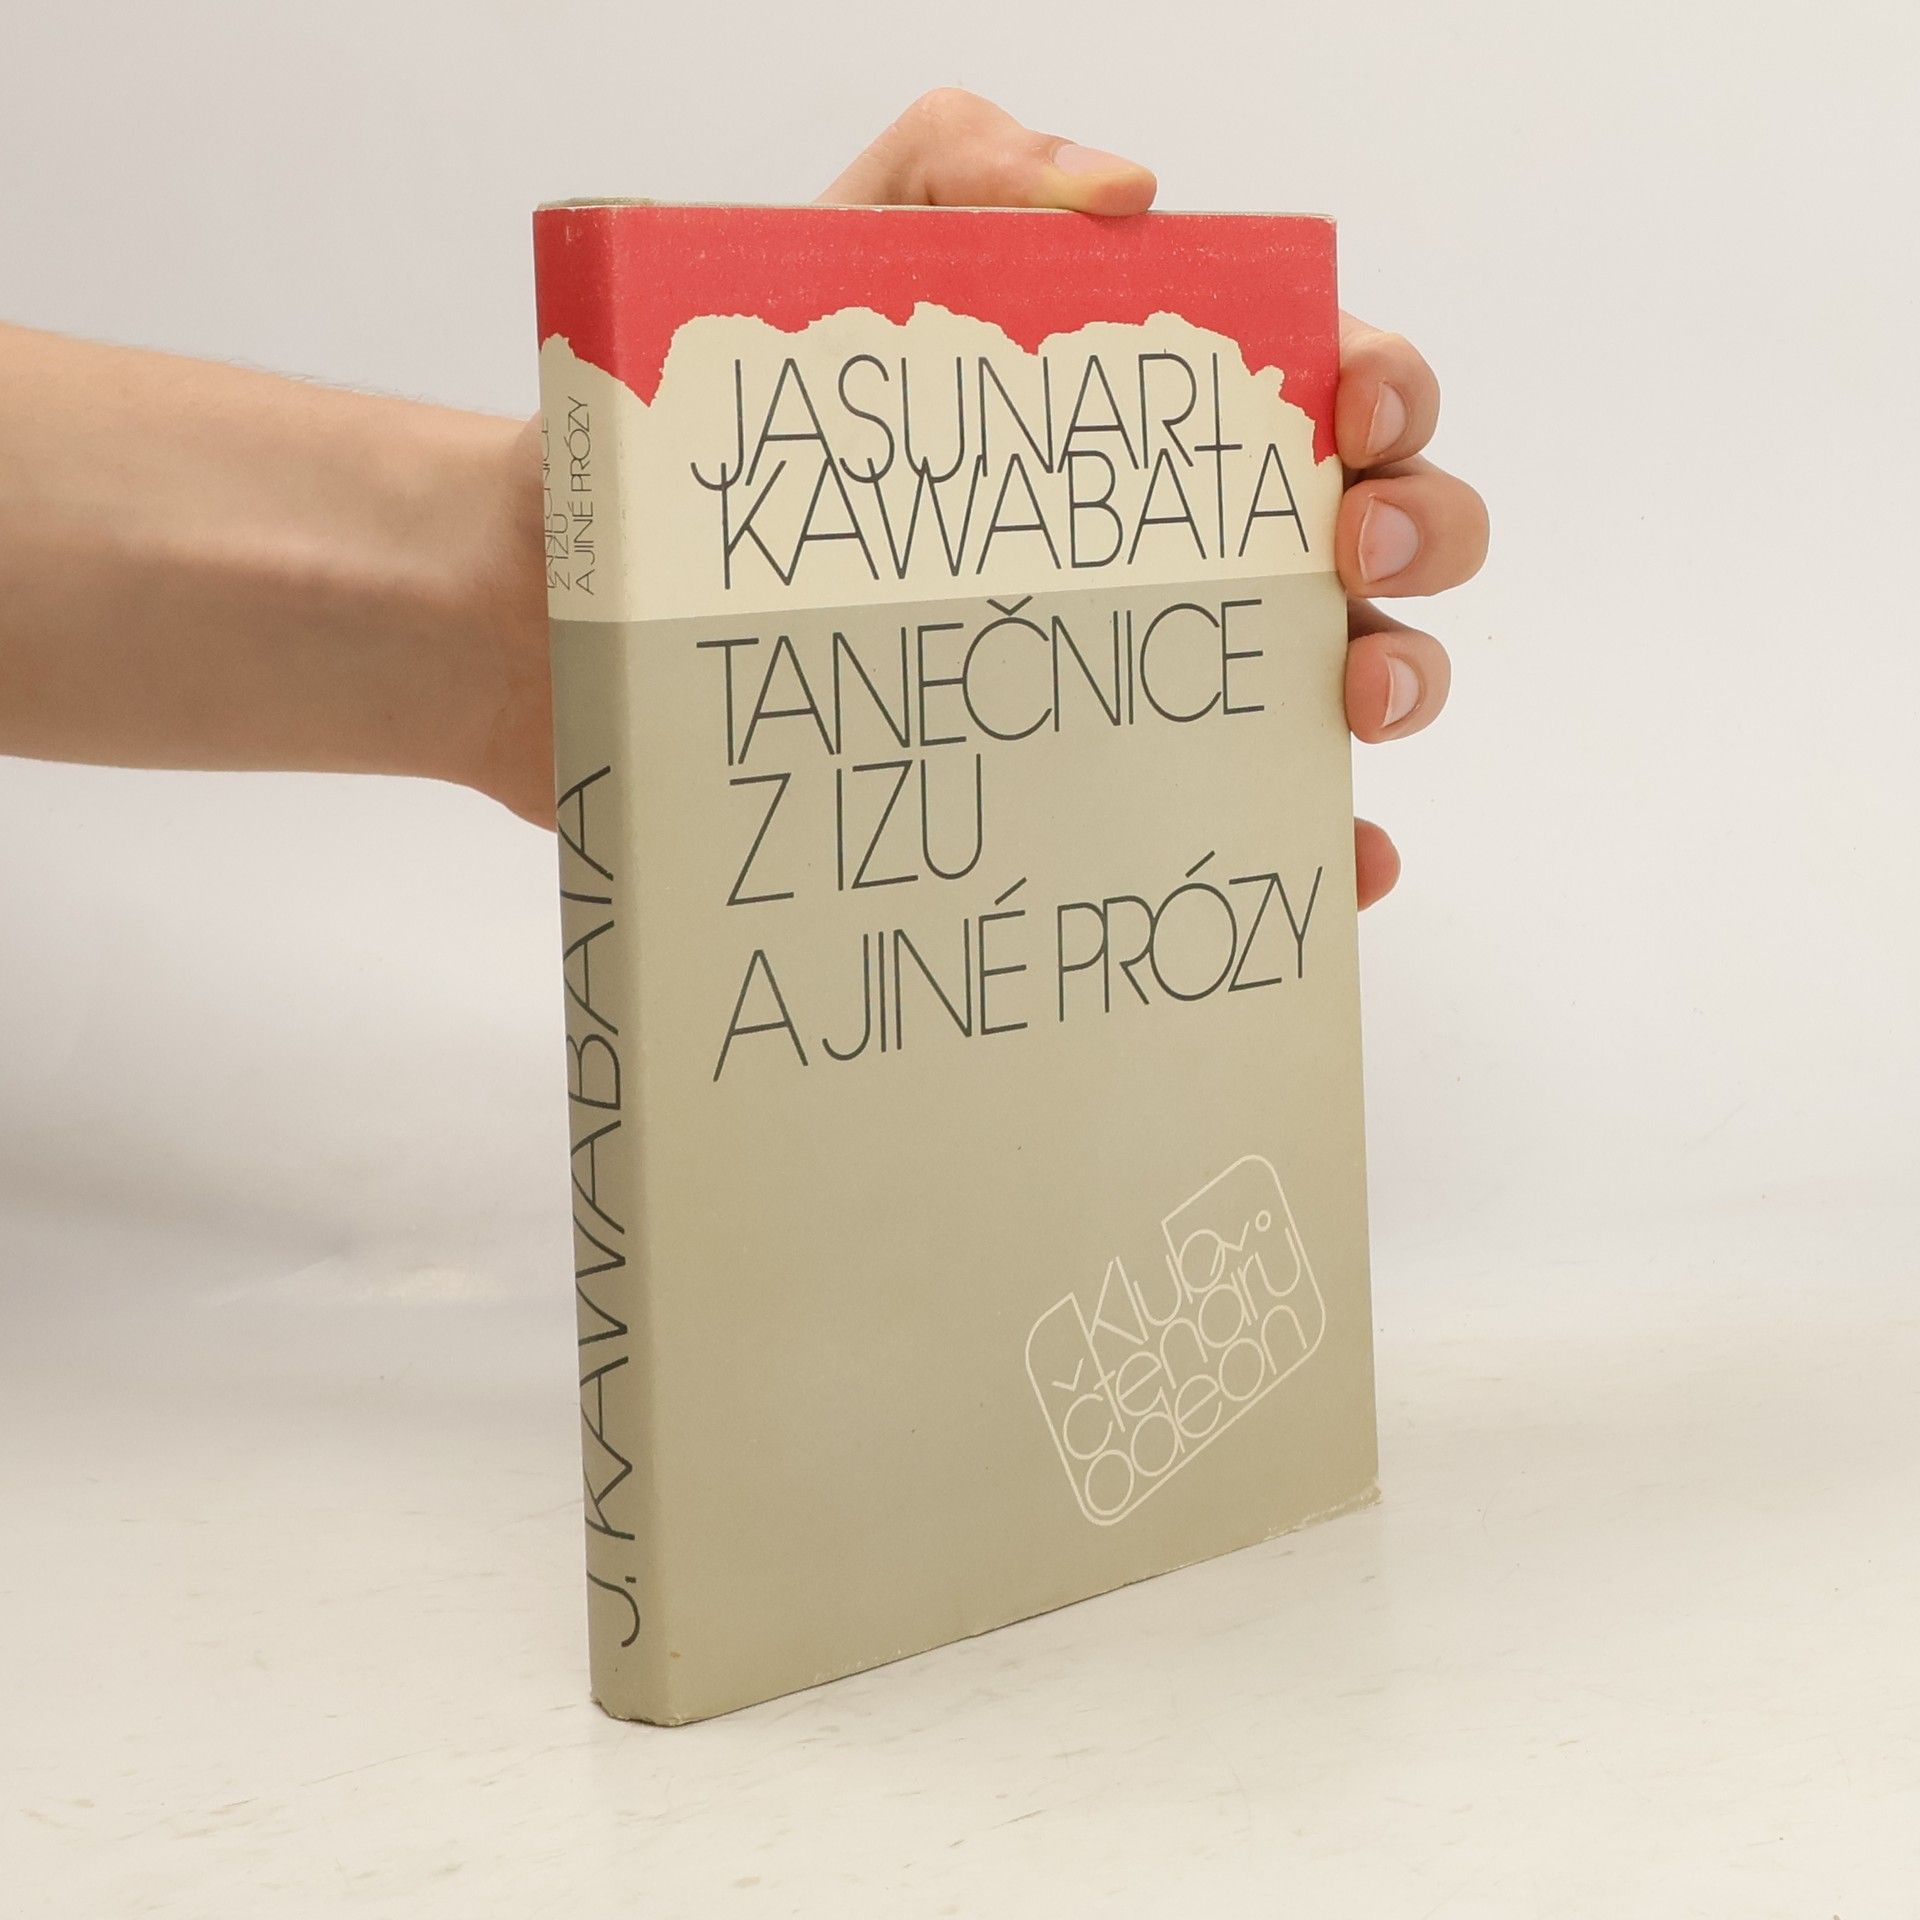 JASUNARI
KAWABATA
TANEČNICE
Z IZU
A JINÉ PRÓZY
klub
čtenářů
odeon
J. KAWABATA
TANEČNICE
Z IZU
A JINÉ PRÓZY